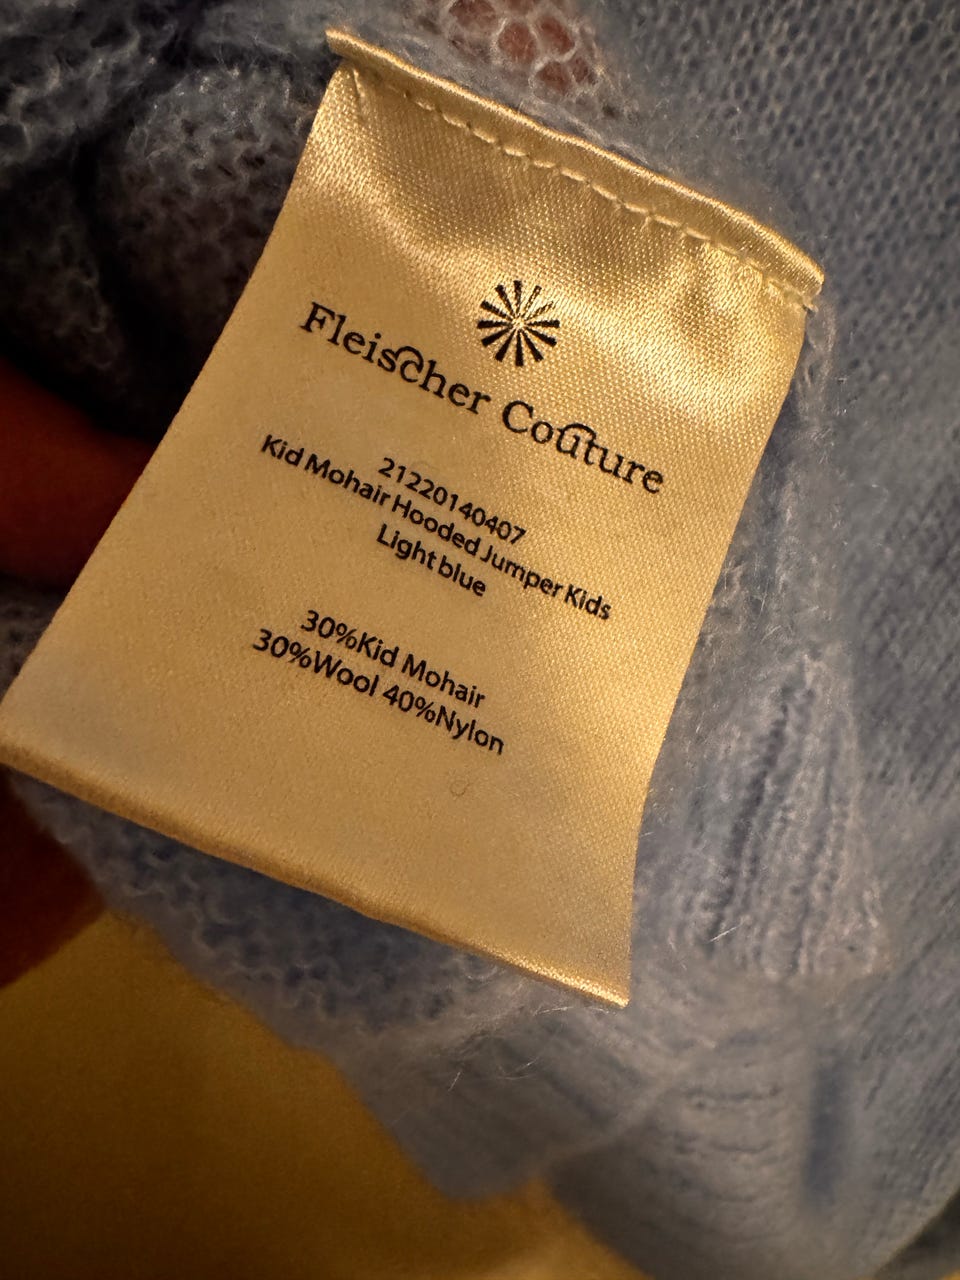 Fleischer Couture
21220140407
Kid Mohair Hooded Jumper Kids
Light blue
30%Kid Mohair
30%Wool 40%Nylon